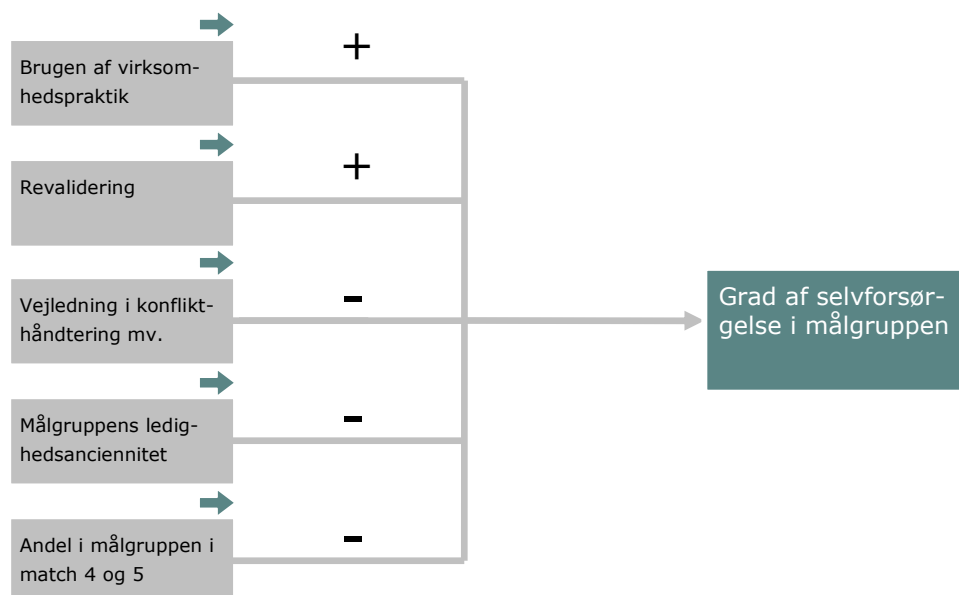 +
Brugen af virksom-
hedspraktik
+
Revalidering
-
Vejledning i konflikt-
håndtering mv.
Grad af selvforsør-
gelse i målgruppen
-
Målgruppens ledig-
hedsanciennitet
-
Andel i målgruppen i
match 4 og 5